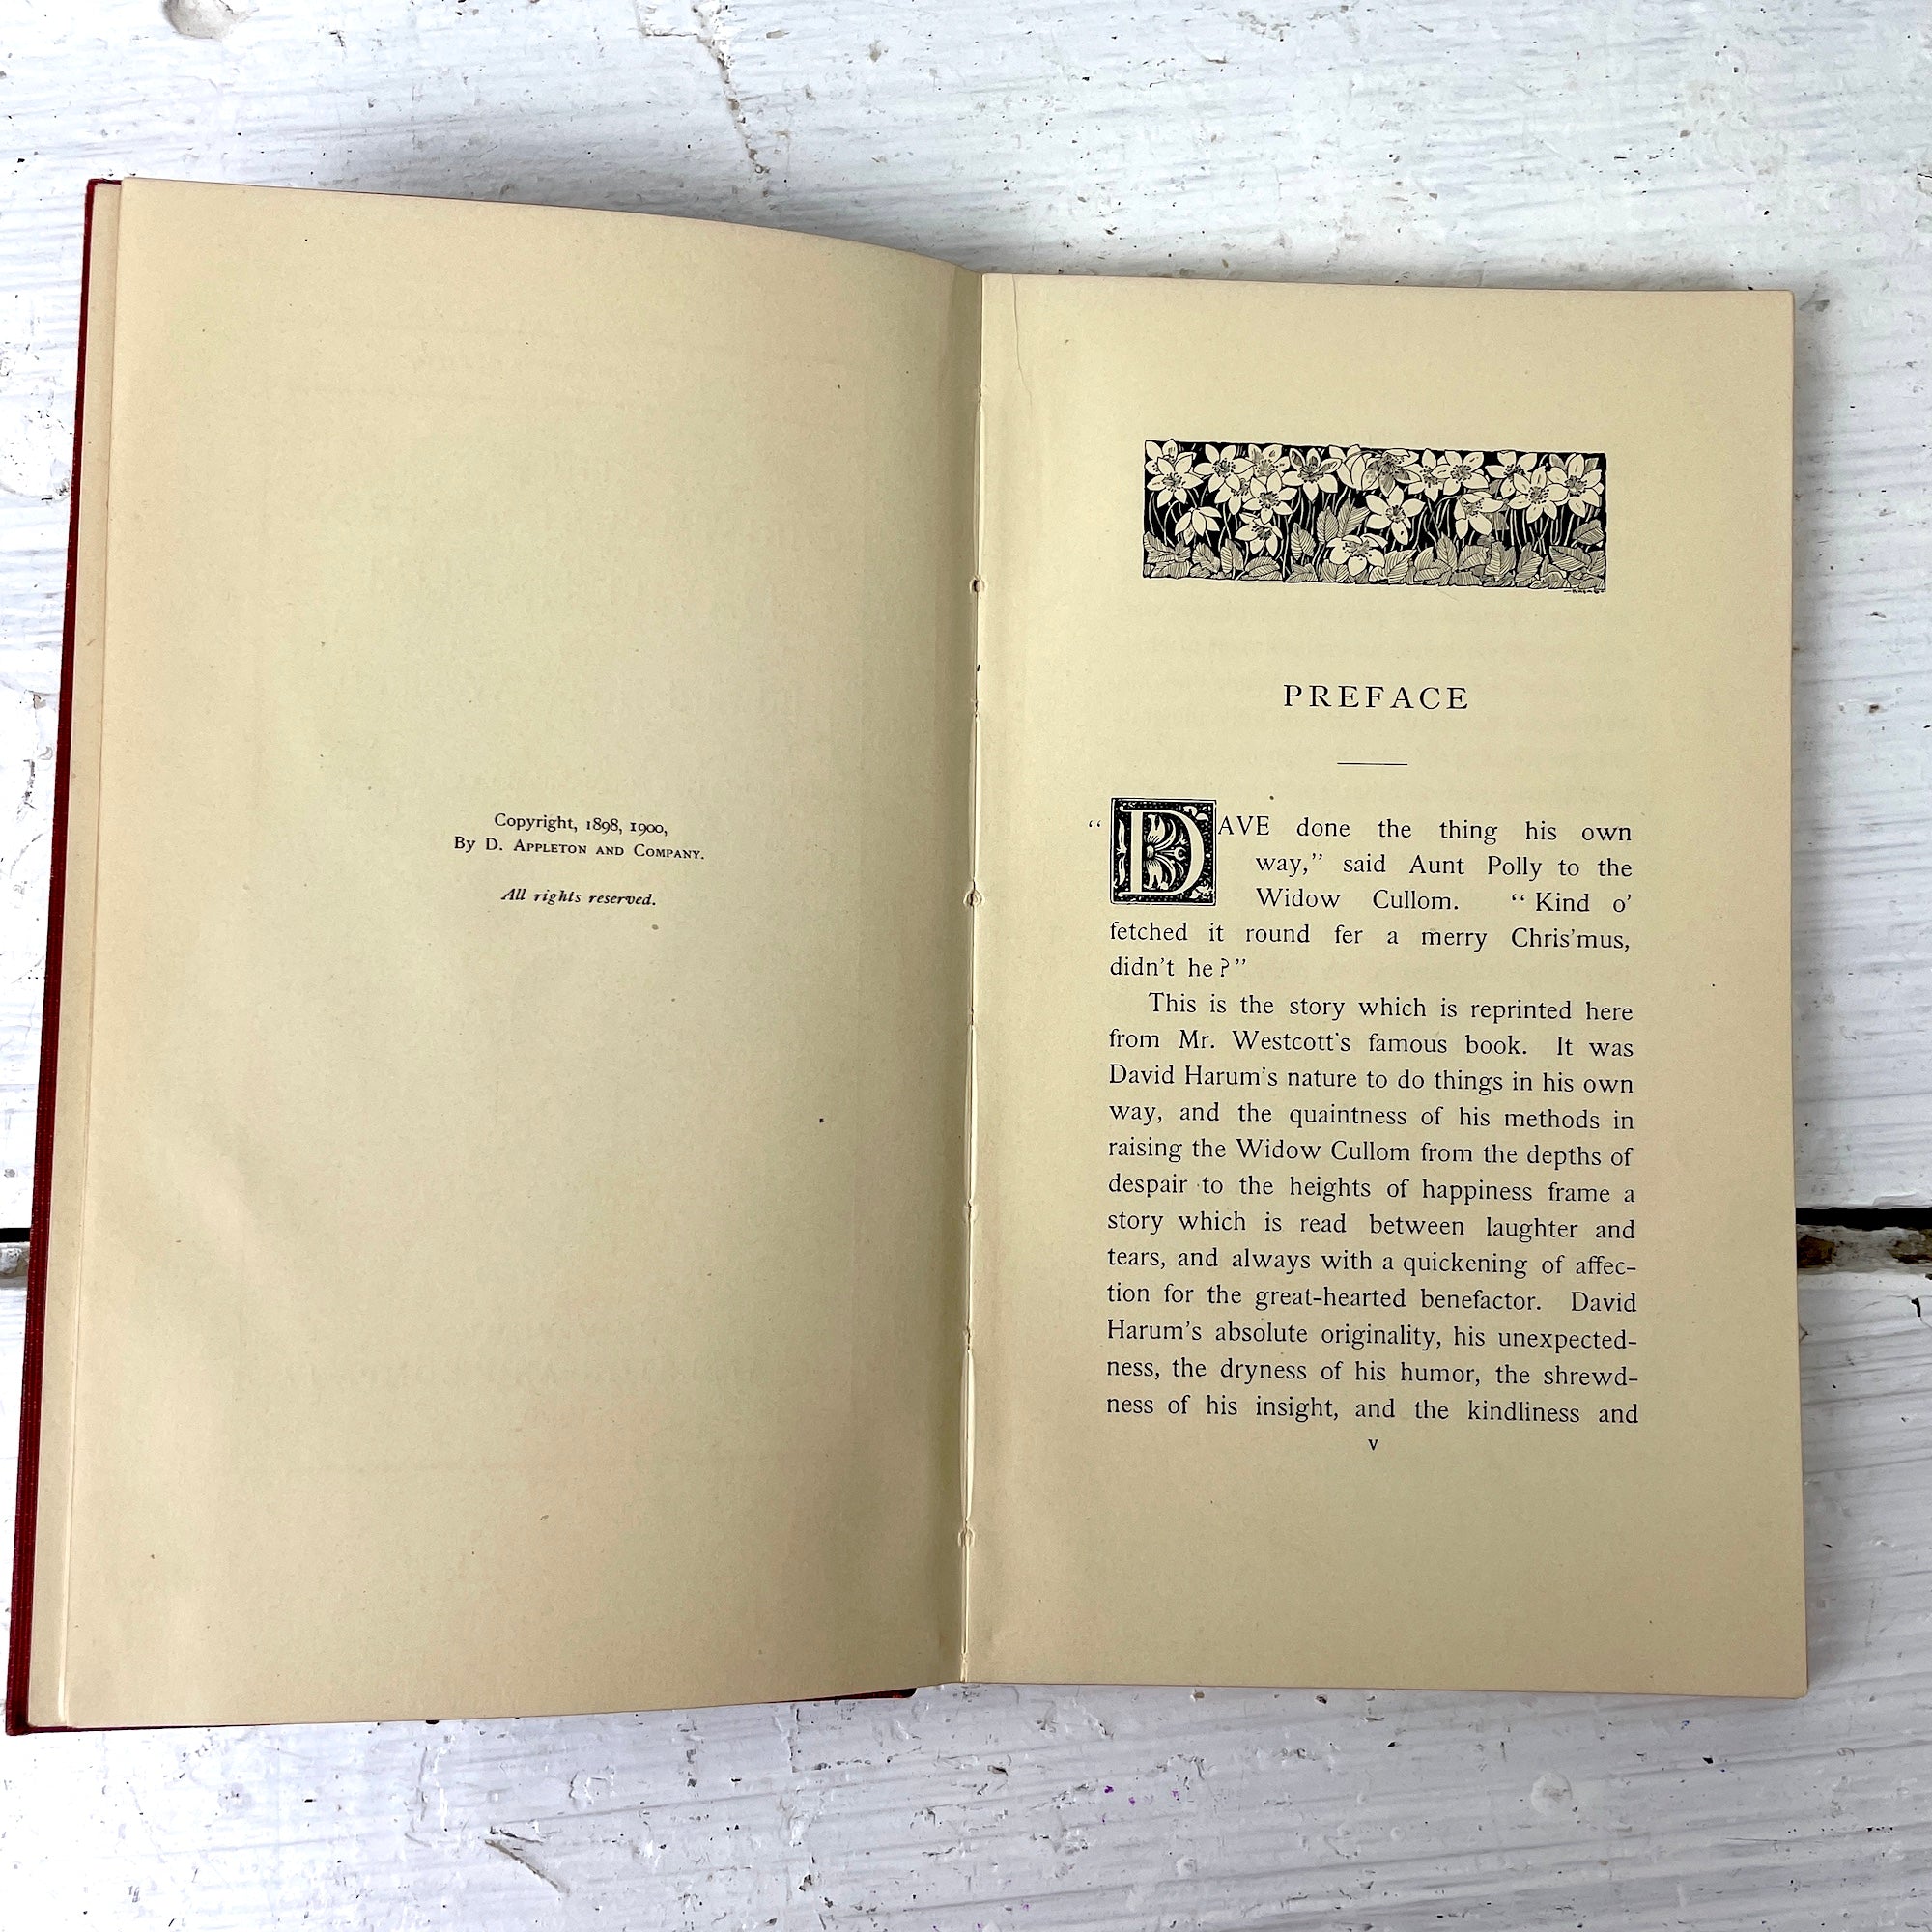 Copyright, 1898, 1900,
By D. Appleton and Company.
All rights reserved.
PREFACE
“DAVE done the thing his own
way,” said Aunt Polly to the
Widow Cullom. “Kind o’
fetched it round fer a merry Chris’mus,
didn’t he?”
This is the story which is reprinted here
from Mr. Westcott’s famous book. It was
David Harum’s nature to do things in his own
way, and the quaintness of his methods in
raising the Widow Cullom from the depths of
despair to the heights of happiness frame a
story which is read between laughter and
tears, and always with a quickening of affec-
tion for the great-hearted benefactor. David
Harum’s absolute originality, his unexpected-
ness, the dryness of his humor, the shrewd-
ness of his insight, and the kindliness and
v